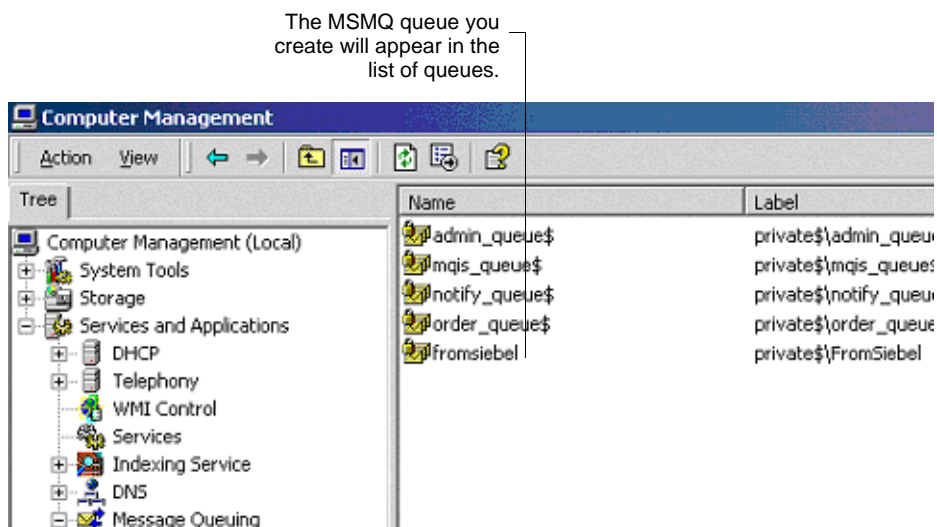 The MSMQ queue you
create will appear in the
list of queues.
Computer Management
Action View
Tree
Name Label
Computer Management (Local)
System Tools
Storage
Services and Applications
DHCP
Telephony
WMI Control
Services
Indexing Service
DNS
Message Queuing
admin_queue$ private$\admin_queu
mqis_queue$ private$\mqis_queue$
notify_queue$ private$\notify_queu
order_queue$ private$\order_queue
fromsiebel private$\FromSiebel